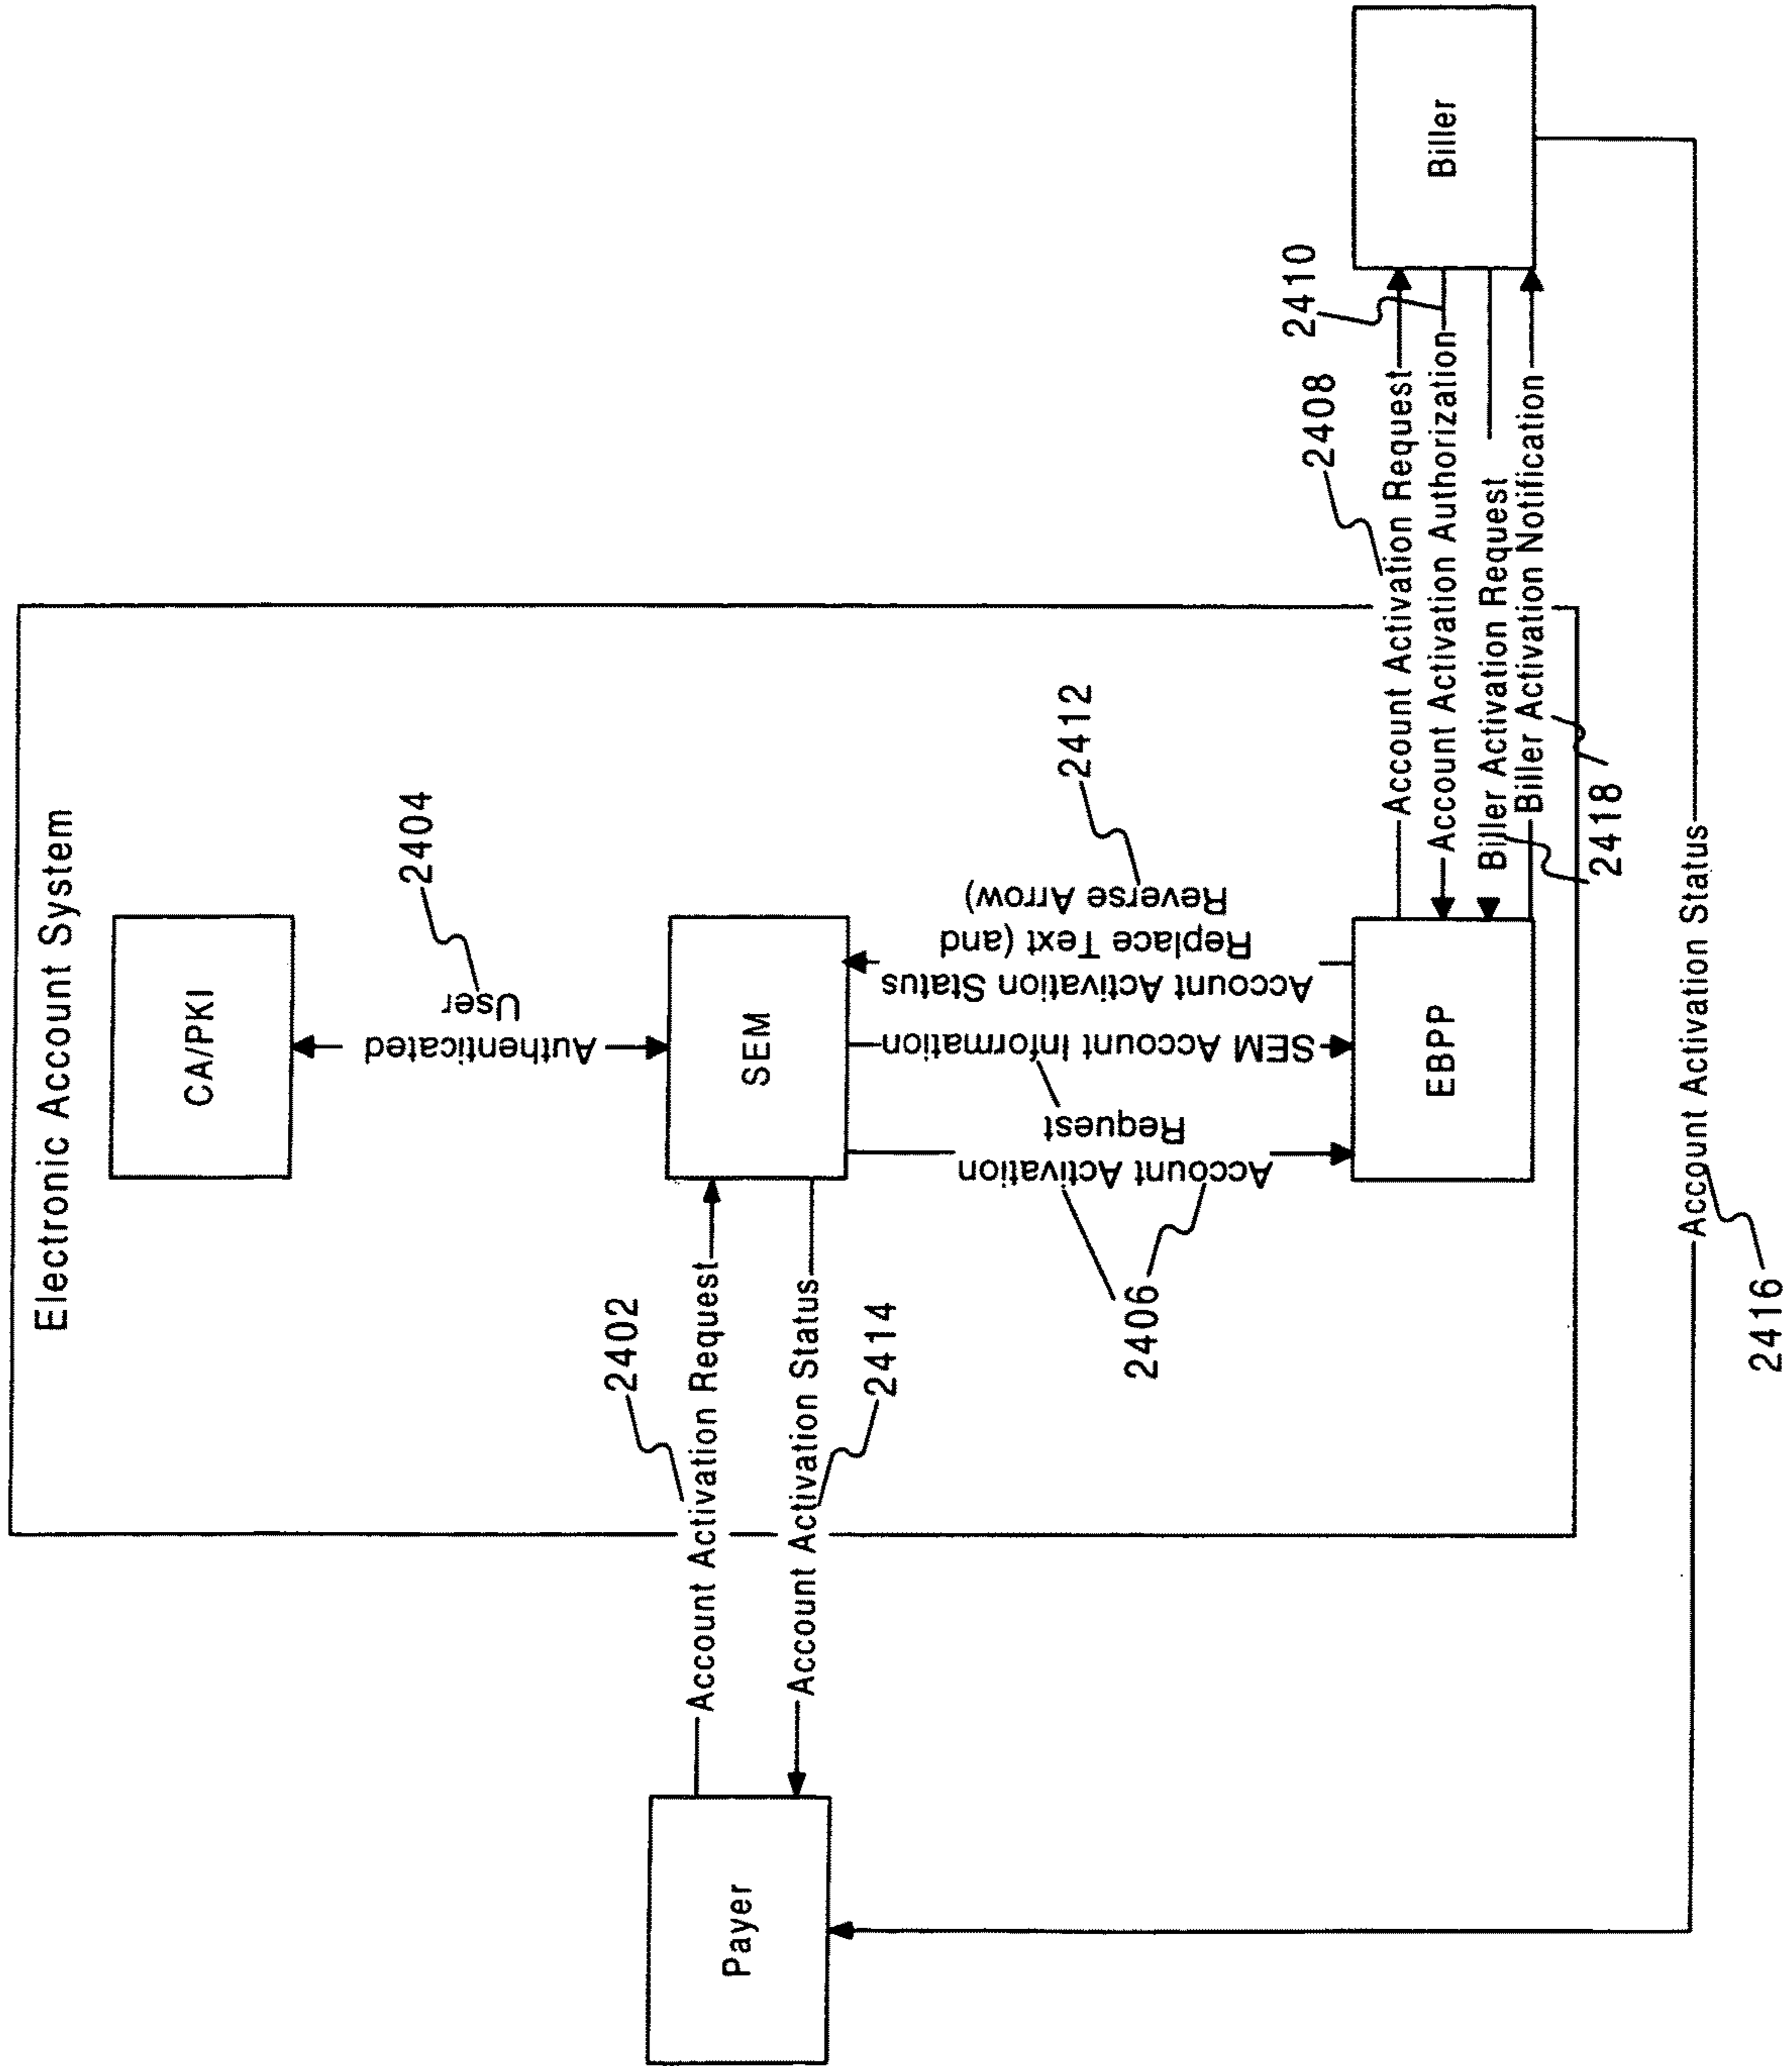 Electronic Account System
CA/PKI
2404
User
Authenticated
2402
Account Activation Request
SEM
Account Activation Status
2414
Payer
2412
Account Activation Status
Replace Text (and
Reverse Arrow)
SEM Account Information
Account Activation
Request
2406
EBPP
2408
2410
Account Activation Request
Account Activation Authorization
Biller Activation Request
Biller Activation Notification
2418
Biller
Account Activation Status
2416